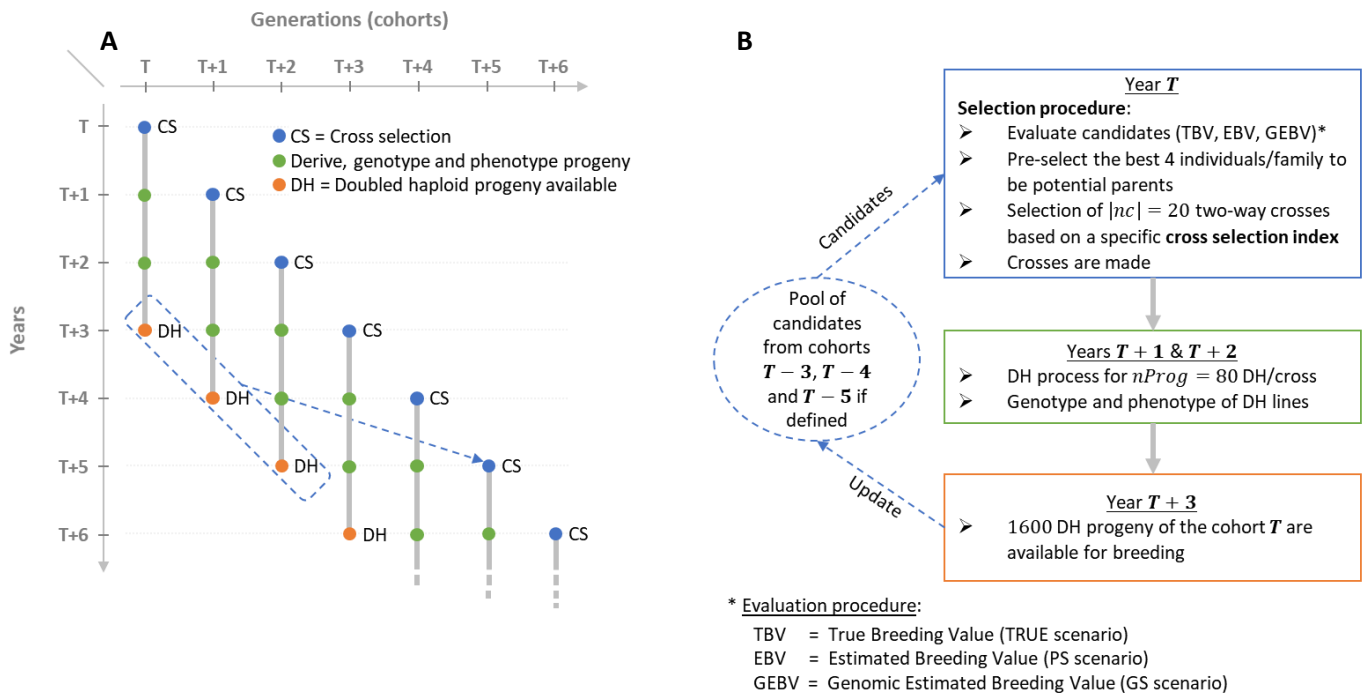 A
Generations (cohorts)
T T+1 T+2 T+3 T+4 T+5 T+6
Years
T
T+1
T+2
T+3
T+4
T+5
T+6
CS
CS
CS
CS
CS
CS
CS
DH
DH
DH
DH
CS = Cross selection
Derive, genotype and phenotype progeny
DH = Doubled haploid progeny available
B
Year T
Selection procedure:
➢ Evaluate candidates (TBV, EBV, GEBV)*
➢ Pre-select the best 4 individuals/family to
be potential parents
➢ Selection of |nc| = 20 two-way crosses
based on a specific cross selection index
➢ Crosses are made
Candidates
Pool of
candidates
from cohorts
T − 3, T − 4
and T − 5 if
defined
Update
Years T + 1 & T + 2
➢ DH process for nProg = 80 DH/cross
➢ Genotype and phenotype of DH lines
Year T + 3
➢ 1600 DH progeny of the cohort T are
available for breeding
* Evaluation procedure:
TBV = True Breeding Value (TRUE scenario)
EBV = Estimated Breeding Value (PS scenario)
GEBV = Genomic Estimated Breeding Value (GS scenario)